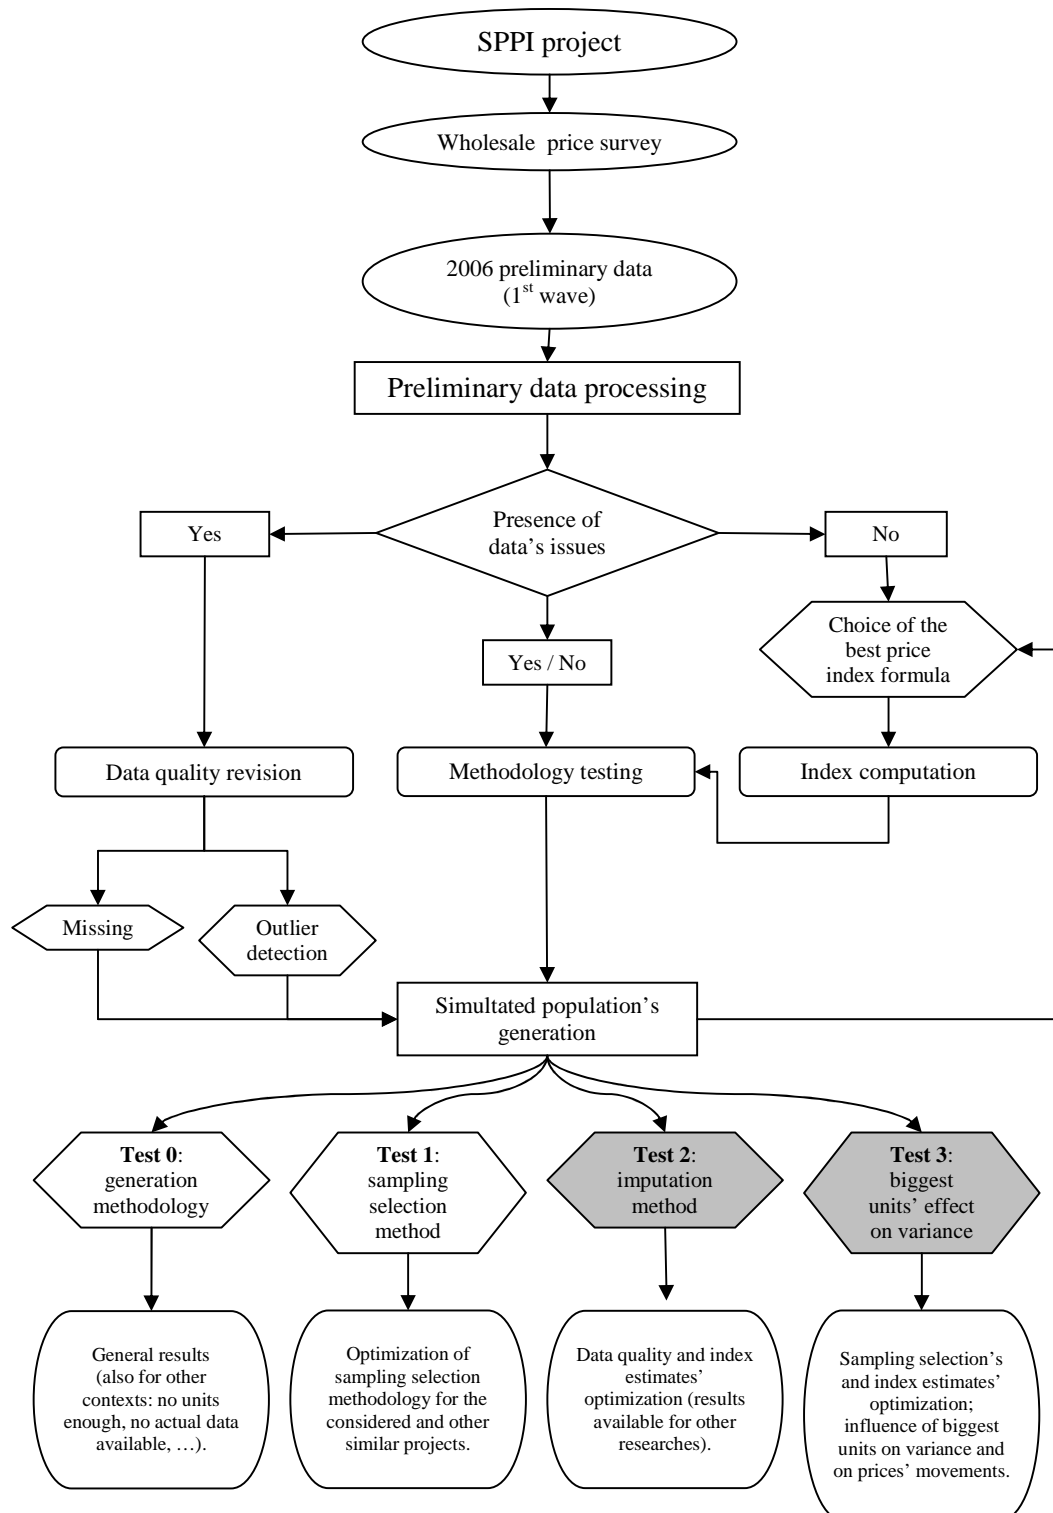 SPPI project
Wholesale price survey
2006 preliminary data
(1st wave)
Preliminary data processing
Presence of
data's issues
Yes
No
Yes / No
Choice of the
best price
index formula
Data quality revision
Methodology testing
Index computation
Missing
Outlier
detection
Simultated population's
generation
Test 0:
generation
methodology
Test 1:
sampling
selection
method
Test 2:
imputation
method
Test 3:
biggest
units' effect
on variance
General results
(also for other
contexts: no units
enough, no actual data
available, …).
Optimization of
sampling selection
methodology for the
considered and other
similar projects.
Data quality and index
estimates'
optimization (results
available for other
researches).
Sampling selection's
and index estimates'
optimization;
influence of biggest
units on variance and
on prices' movements.